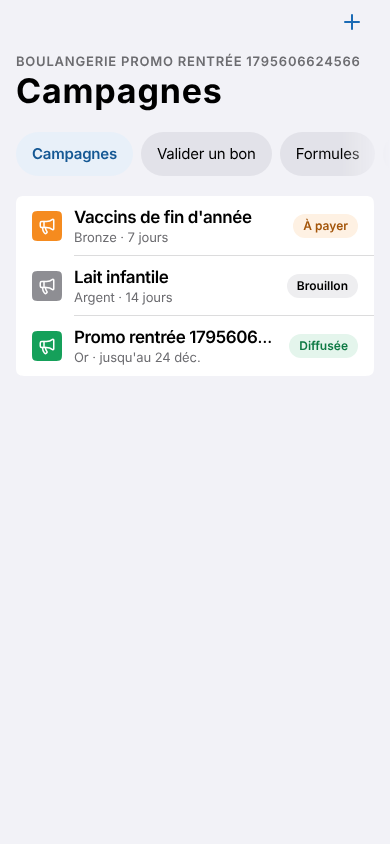 BOULANGERIE PROMO RENTRÉE 1795606624566
Campagnes
Campagnes
Valider un bon
Formules
Vaccins de fin d'année
À payer
Bronze · 7 jours
Lait infantile
Brouillon
Argent · 14 jours
Promo rentrée 1795606…
Diffusée
Or · jusqu'au 24 déc.